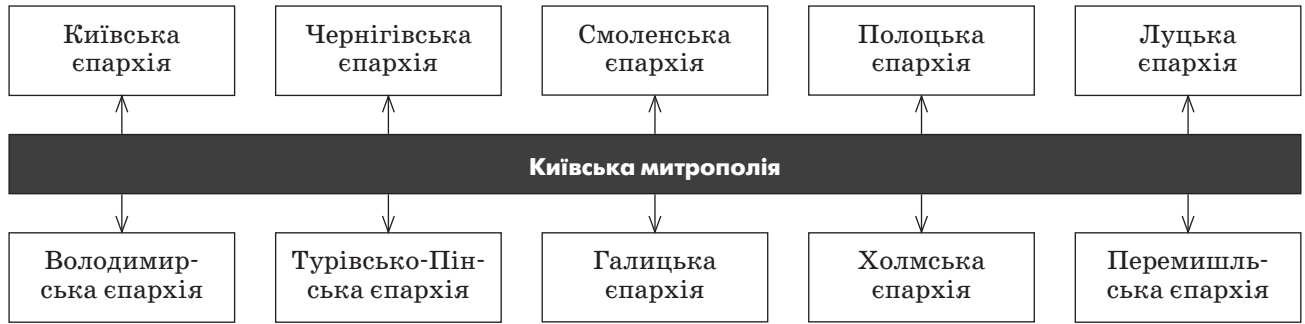 Київська
єпархія
Чернігівська
єпархія
Смоленська
єпархія
Полоцька
єпархія
Луцька
єпархія
Київська митрополія
Володимир-
ська єпархія
Турівсько-Пін-
ська єпархія
Галицька
єпархія
Холмська
єпархія
Перемишль-
ська єпархія